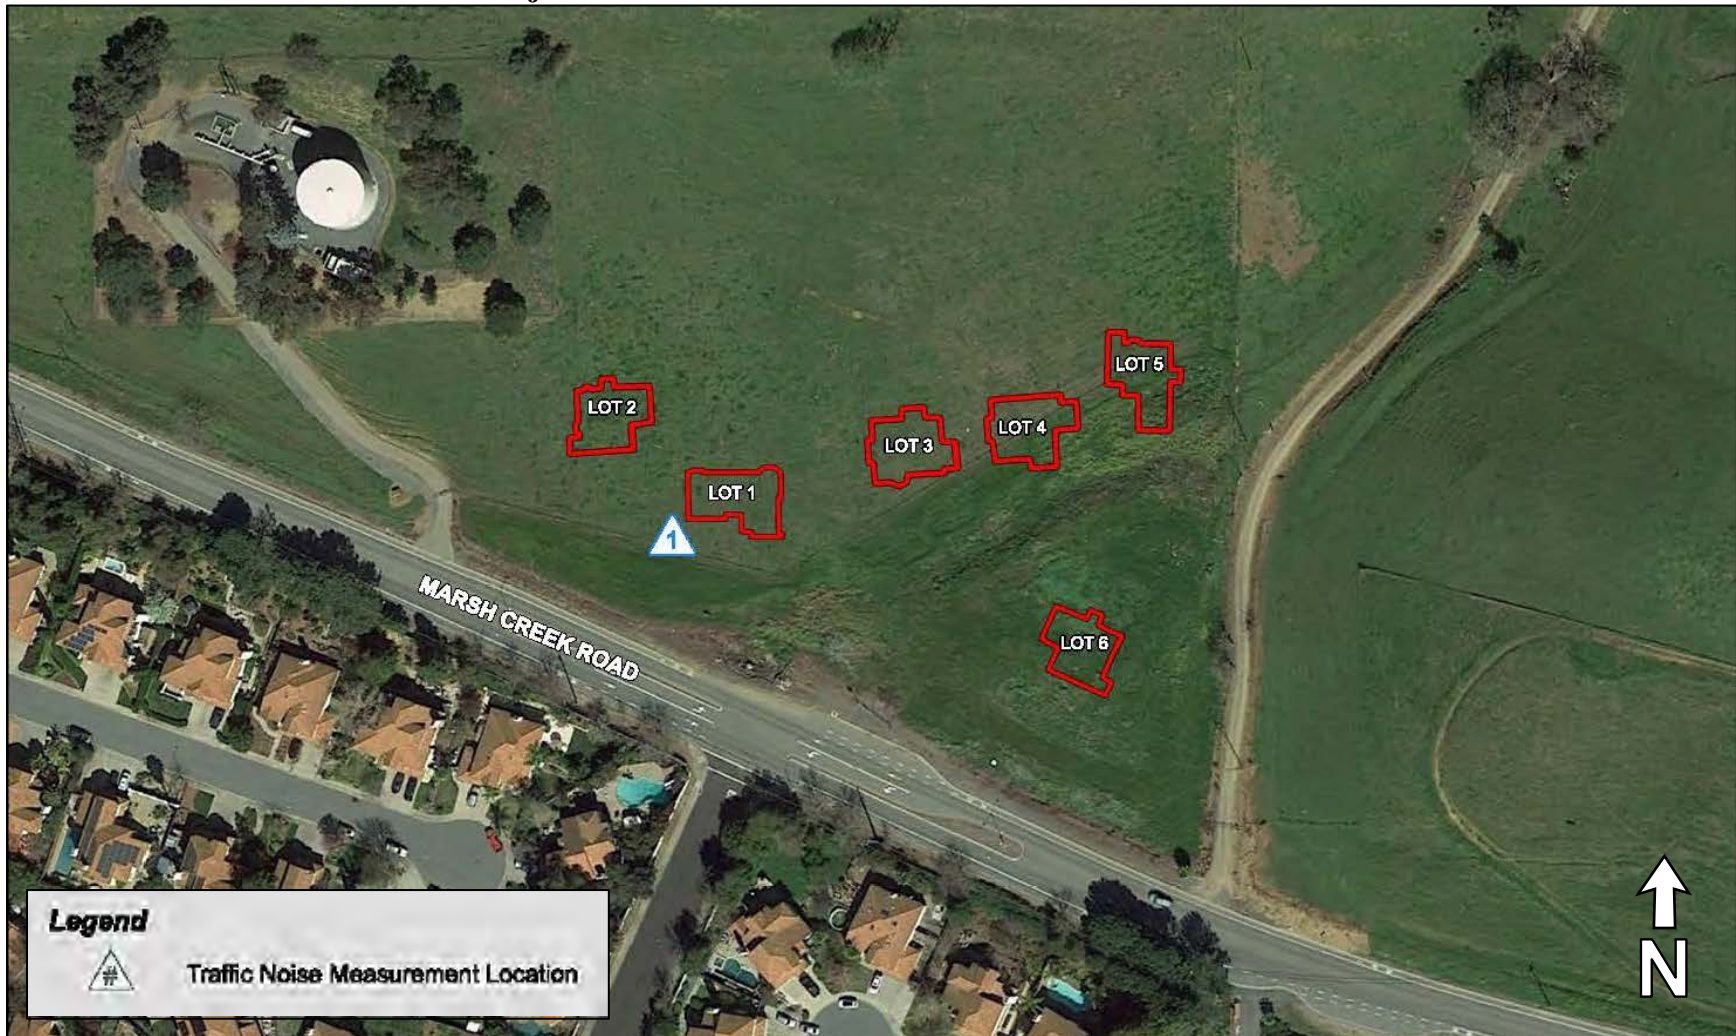 LOT 5
LOT 2
LOT 4
LOT 3
LOT 1
1
MARSH CREEK ROAD
LOT 6
Legend
#
Traffic Noise Measurement Location
N